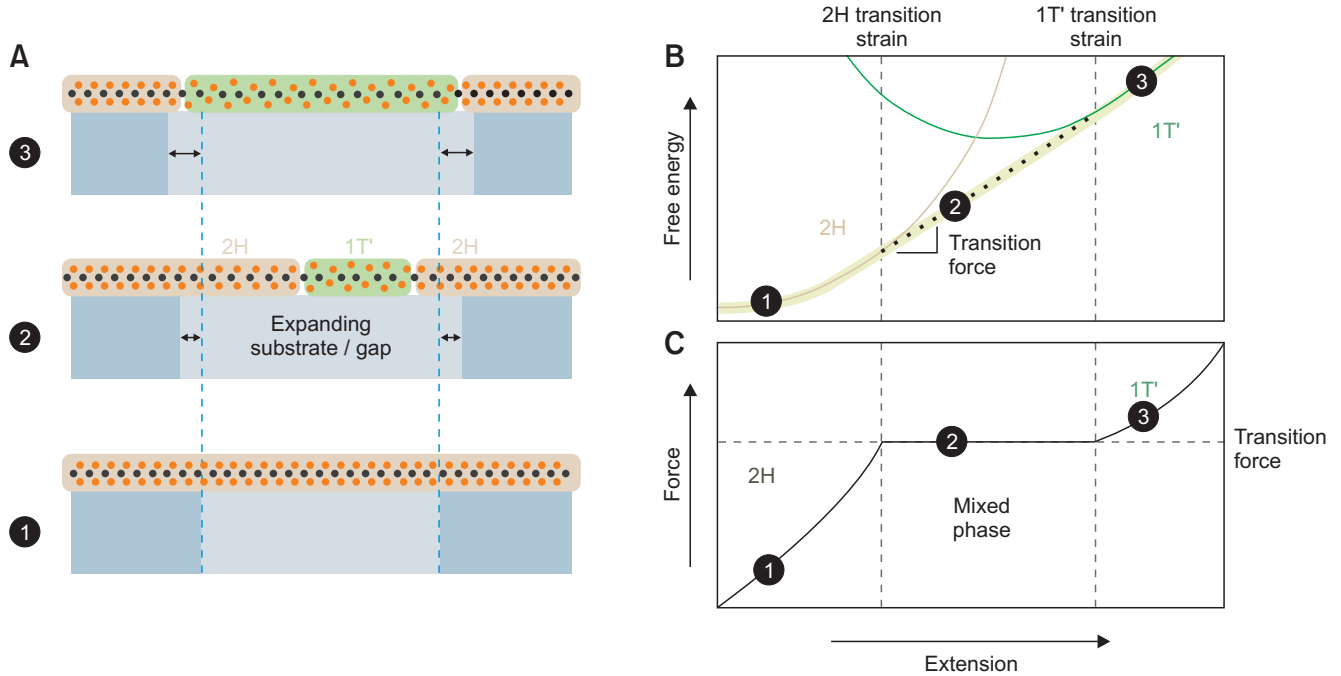 A
3
2H
1T'
2H
2
Expanding
substrate / gap
1
B
2H transition
strain
1T' transition
strain
Free energy
3
1T'
2
2H
Transition
force
1
C
Force
1T'
3
2
Transition
force
2H
Mixed
phase
1
Extension